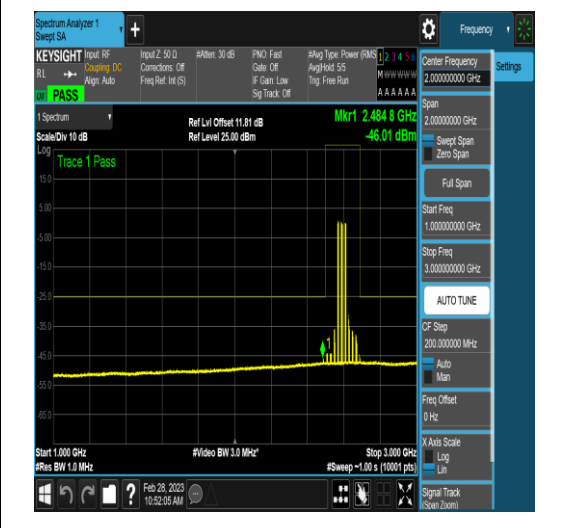 Spectrum Analyzer 1
Swept SA
+
Frequency
KEYSIGHT
Input: RF
Coupling: DC
Align: Auto
Input Z: 50 Ω
Corrections: Off
Freq Ref: Int (S)
#Atten: 30 dB
PNO: Fast
Gate: Off
IF Gain: Low
Sig Track: Off
#Avg Type: Power (RMS
Avg|Hold: 5/5
Trig: Free Run
1 2 3 4 5 6
M W W W W W
A A A A A A
RL
PASS
1 Spectrum
Scale/Div 10 dB
Ref Lvl Offset 11.81 dB
Ref Level 25.00 dBm
Mkr1 2.484 8 GHz
-46.01 dBm
Log
Trace 1 Pass
15.0
5.00
-5.00
-15.0
-25.0
-35.0
-45.0
-55.0
-65.0
1
Start 1.000 GHz
#Res BW 1.0 MHz
#Video BW 3.0 MHz*
Stop 3.000 GHz
#Sweep ~1.00 s (10001 pts)
Feb 28, 2023
10:52:05 AM
?
Center Frequency
2.000000000 GHz
Settings
Span
2.00000000 GHz
Swept Span
Zero Span
Full Span
Start Freq
1.000000000 GHz
Stop Freq
3.000000000 GHz
AUTO TUNE
CF Step
200.000000 MHz
Auto
Man
Freq Offset
0 Hz
X Axis Scale
Log
Lin
Signal Track
(Span Zoom)